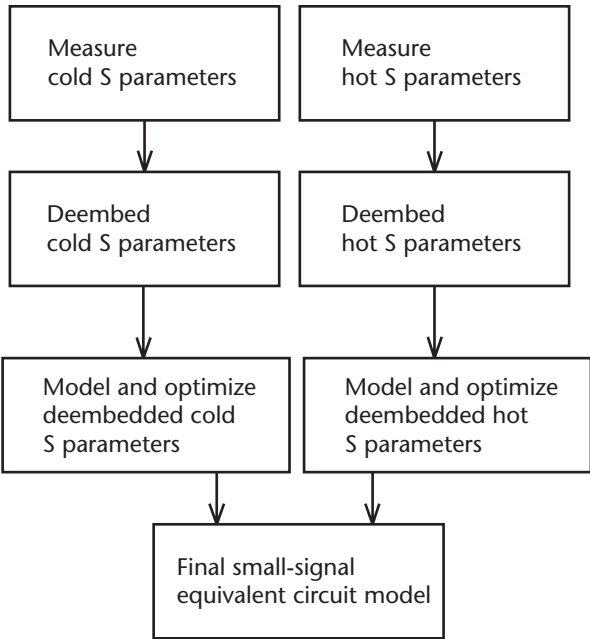 Measure
cold S parameters
Measure
hot S parameters
Deembed
cold S parameters
Deembed
hot S parameters
Model and optimize
deembedded cold
S parameters
Model and optimize
deembedded hot
S parameters
Final small-signal
equivalent circuit model